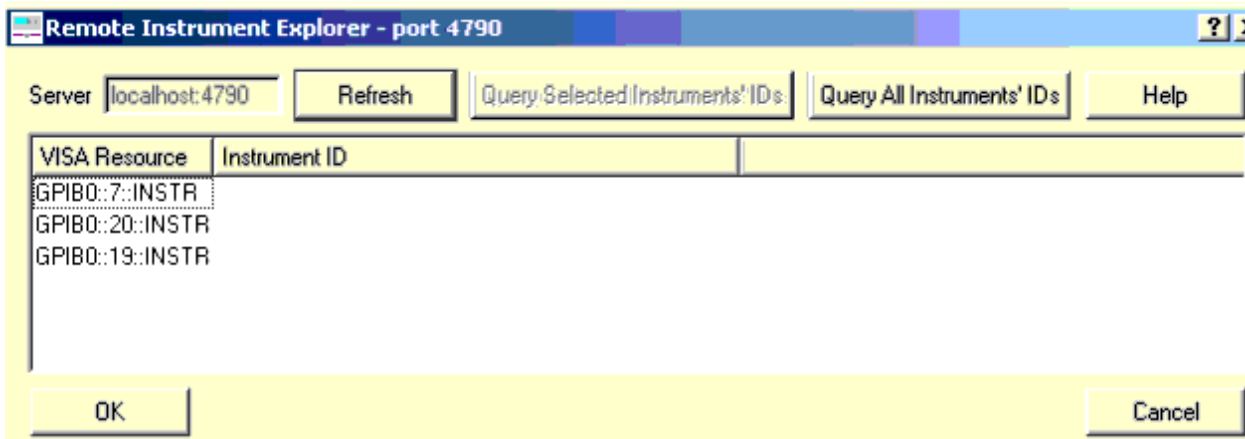 Remote Instrument Explorer - port 4790 ?
Server localhost:4790 Refresh Query Selected Instruments' IDs Query All Instruments' IDs Help
VISA Resource Instrument ID
GPIB0::7::INSTR
GPIB0::20::INSTR
GPIB0::19::INSTR
OK Cancel